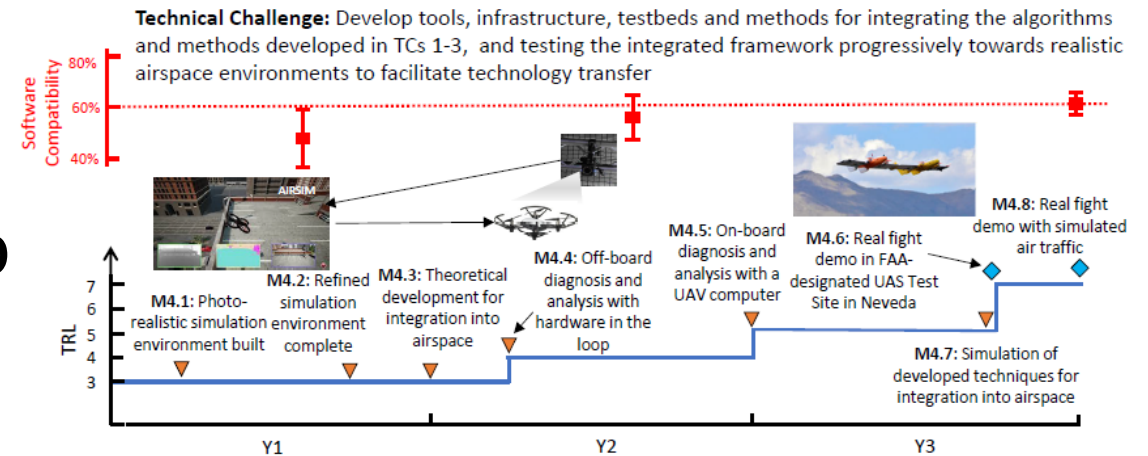 Technical Challenge: Develop tools, infrastructure, testbeds and methods for integrating the algorithms
and methods developed in TCs 1-3, and testing the integrated framework progressively towards realistic
airspace environments to facilitate technology transfer
Software
Compatibility
80%
60%
40%
AIRSIM
M4.1: Photo-
realistic simulation
environment built
M4.2: Refined
simulation
environment
complete
M4.3: Theoretical
development for
integration into
airspace
M4.4: Off-board
diagnosis and
analysis with
hardware in the
loop
M4.5: On-board
diagnosis and
analysis with a
UAV computer
M4.6: Real fight
demo in FAA-
designated UAS Test
Site in Neveda
M4.8: Real fight
demo with simulated
air traffic
M4.7: Simulation of
developed techniques for
integration into airspace
TRL
7
6
5
4
3
Y1
Y2
Y3